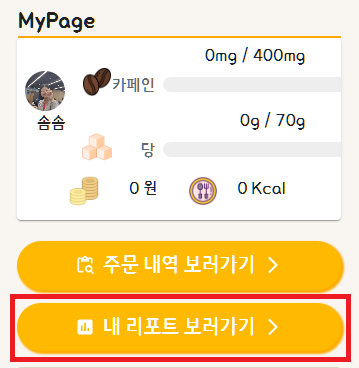 MyPage
0mg / 400mg
카페인
솜솜
0g / 70g
당
0 원
0 Kcal
주문 내역 보러가기
내 리포트 보러가기